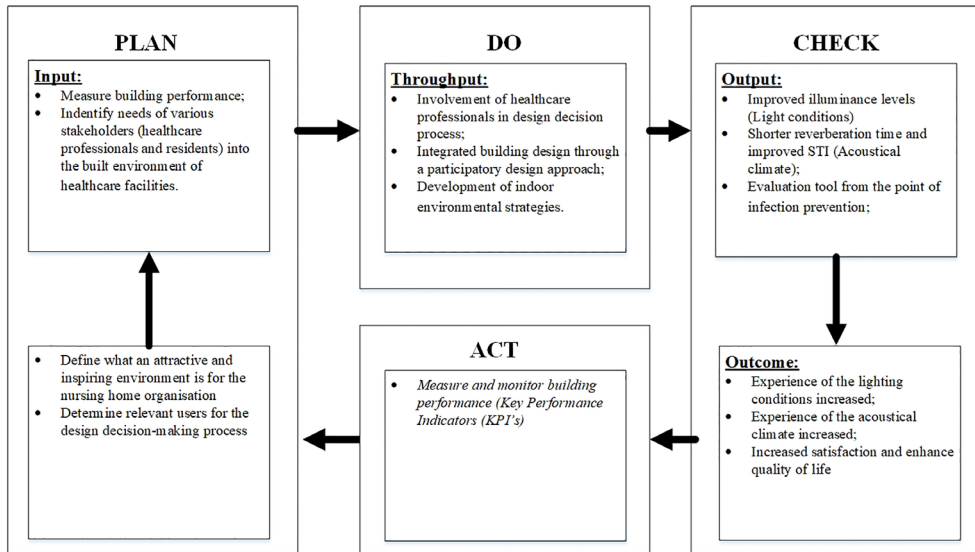 PLAN
Input:
• Measure building performance;
• Indentify needs of various
stakeholders (healthcare
professionals and residents) into
the built environment of
healthcare facilities.
• Define what an attractive and
inspiring environment is for the
nursing home organisation
• Determine relevant users for the
design decision-making process
DO
Throughput:
• Involvement of healthcare
professionals in design decision
process;
• Integrated building design through
a participatory design approach;
• Development of indoor
environmental strategies.
CHECK
Output:
• Improved illuminance levels
(Light conditions)
• Shorter reverberation time and
improved STI (Acoustical
climate);
• Evaluation tool from the point of
infection prevention;
Outcome:
• Experience of the lighting
conditions increased;
• Experience of the acoustical
climate increased;
• Increased satisfaction and enhance
quality of life
ACT
• Measure and monitor building
performance (Key Performance
Indicators (KPI's)